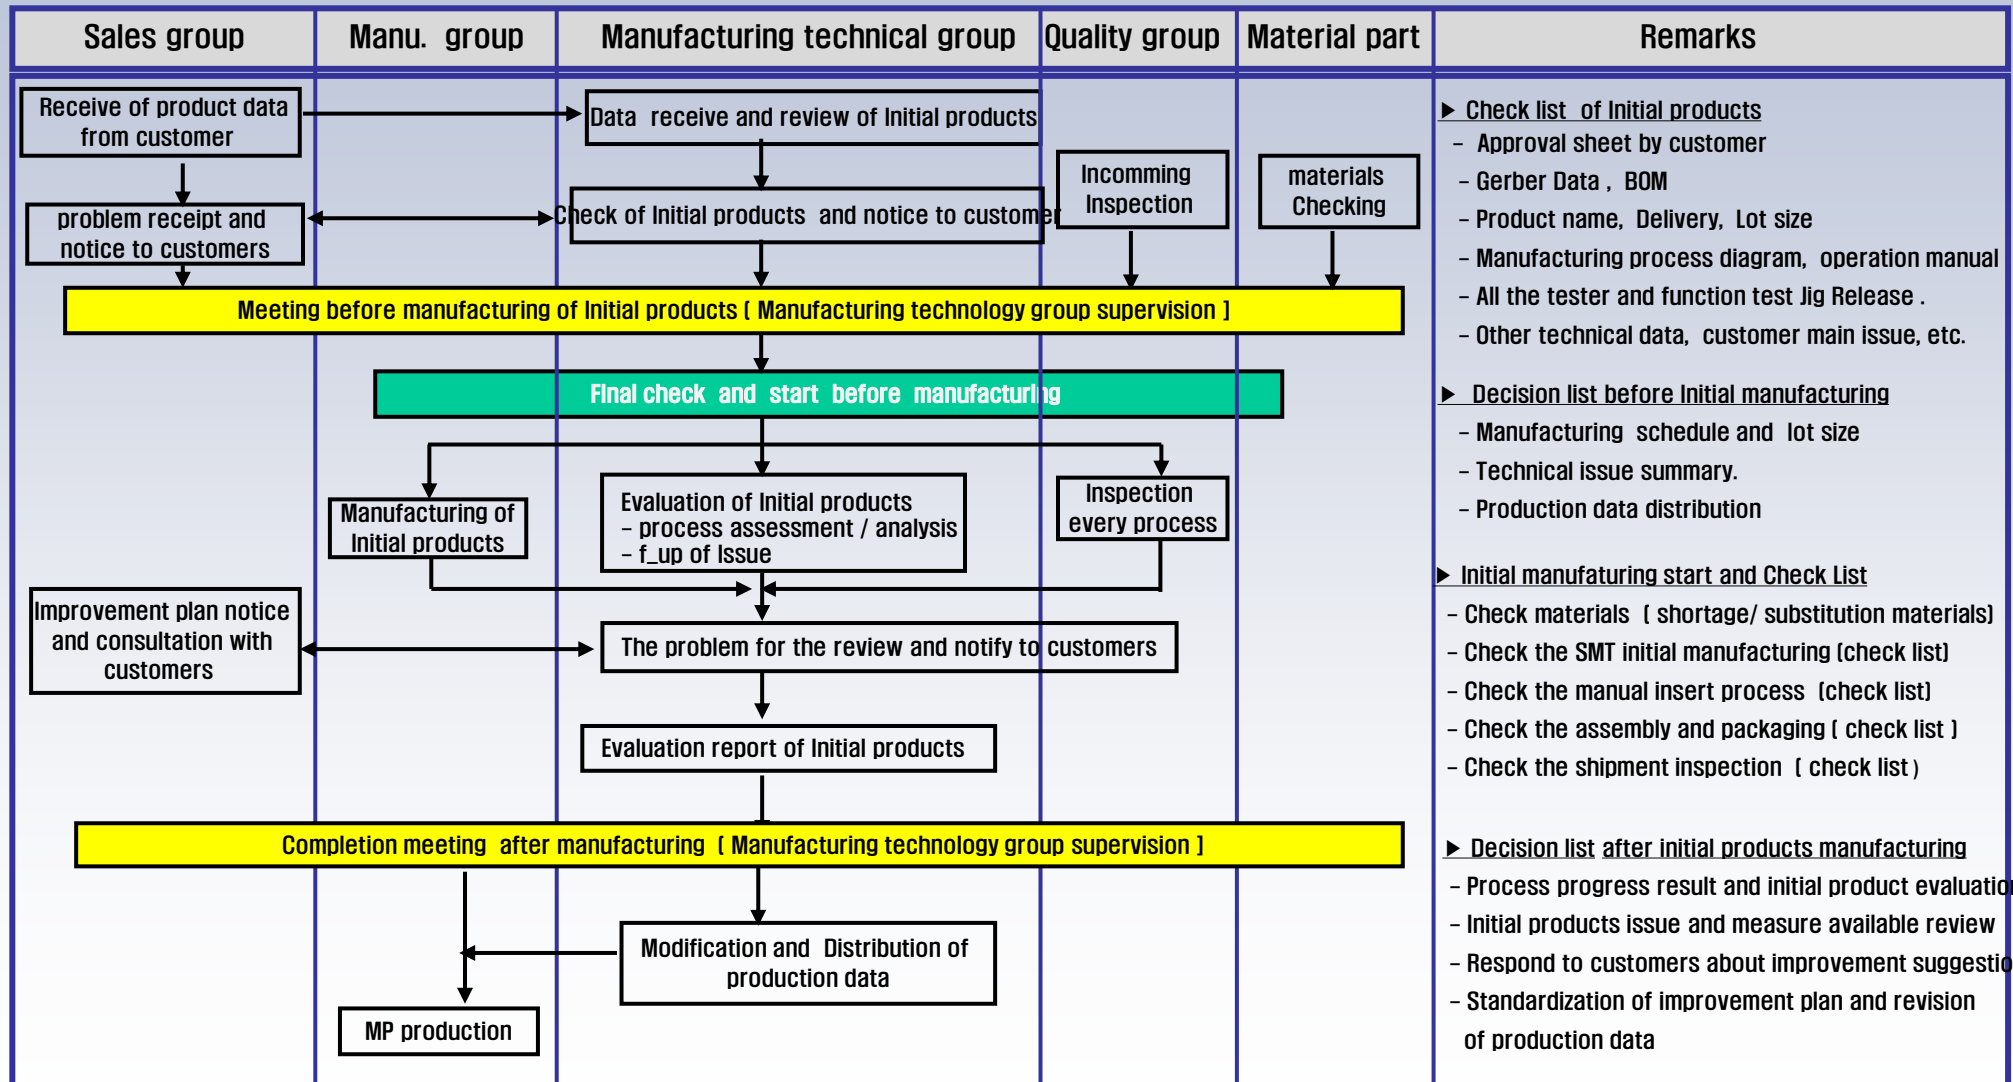 Sales group
Manu. group
Manufacturing technical group
Quality group
Material part
Remarks
Receive of product data
from customer
Data receive and review of Initial products
Incomming
Inspection
materials
Checking
problem receipt and
notice to customers
Check of Initial products and notice to customer
Meeting before manufacturing of Initial products ( Manufacturing technology group supervision )
Final check and start before manufacturing
Manufacturing of
Initial products
Evaluation of Initial products
- process assessment / analysis
- f_up of Issue
Inspection
every process
Improvement plan notice
and consultation with
customers
The problem for the review and notify to customers
Evaluation report of Initial products
Completion meeting after manufacturing ( Manufacturing technology group supervision )
Modification and Distribution of
production data
MP production
▶ Check list of Initial products
- Approval sheet by customer
- Gerber Data , BOM
- Product name, Delivery, Lot size
- Manufacturing process diagram, operation manual
- All the tester and function test Jig Release .
- Other technical data, customer main issue, etc.
▶ Decision list before Initial manufacturing
- Manufacturing schedule and lot size
- Technical issue summary.
- Production data distribution
▶ Initial manufaturing start and Check List
- Check materials ( shortage/ substitution materials)
- Check the SMT initial manufacturing (check list)
- Check the manual insert process (check list)
- Check the assembly and packaging ( check list )
- Check the shipment inspection ( check list )
▶ Decision list after initial products manufacturing
- Process progress result and initial product evaluation
- Initial products issue and measure available review
- Respond to customers about improvement suggestio
- Standardization of improvement plan and revision
of production data